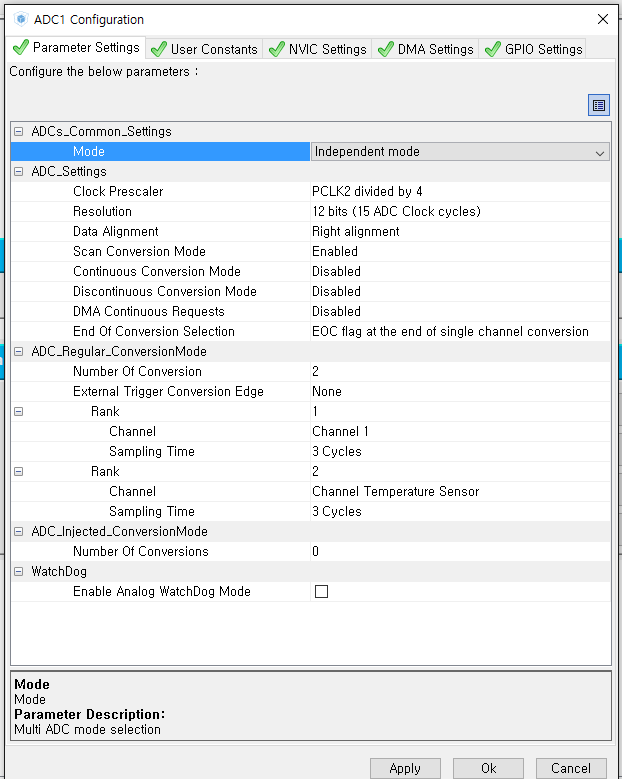 ADC1 Configuration
Parameter Settings User Constants NVIC Settings DMA Settings GPIO Settings
Configure the below parameters :
ADCs_Common_Settings
Mode Independent mode
ADC_Settings
Clock Prescaler PCLK2 divided by 4
Resolution 12 bits (15 ADC Clock cycles)
Data Alignment Right alignment
Scan Conversion Mode Enabled
Continuous Conversion Mode Disabled
Discontinuous Conversion Mode Disabled
DMA Continuous Requests Disabled
End Of Conversion Selection EOC flag at the end of single channel conversion
ADC_Regular_ConversionMode
Number Of Conversion 2
External Trigger Conversion Edge None
Rank 1
Channel Channel 1
Sampling Time 3 Cycles
Rank 2
Channel Channel Temperature Sensor
Sampling Time 3 Cycles
ADC_Injected_ConversionMode
Number Of Conversions 0
WatchDog
Enable Analog WatchDog Mode
Mode
Mode
Parameter Description:
Multi ADC mode selection
Apply Ok Cancel